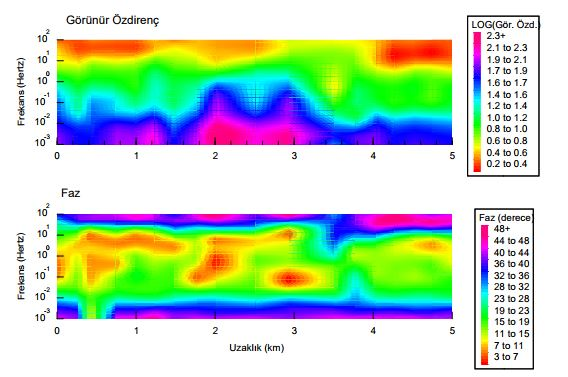 Görünür Özdirenç
LOG(Gör. Özd.)
2.3+
2.1 to 2.3
1.9 to 2.1
1.7 to 1.9
1.6 to 1.7
1.4 to 1.6
1.2 to 1.4
1.0 to 1.2
0.8 to 1.0
0.6 to 0.8
0.4 to 0.6
0.2 to 0.4
Frekans (Hertz)
10²
10¹
10⁰
10⁻¹
10⁻²
10⁻³
0 1 2 3 4 5
Faz
Faz (derece)
48+
44 to 48
40 to 44
36 to 40
32 to 36
28 to 32
23 to 28
19 to 23
15 to 19
11 to 15
7 to 11
3 to 7
Frekans (Hertz)
10²
10¹
10⁰
10⁻¹
10⁻²
10⁻³
0 1 2 3 4 5
Uzaklık (km)